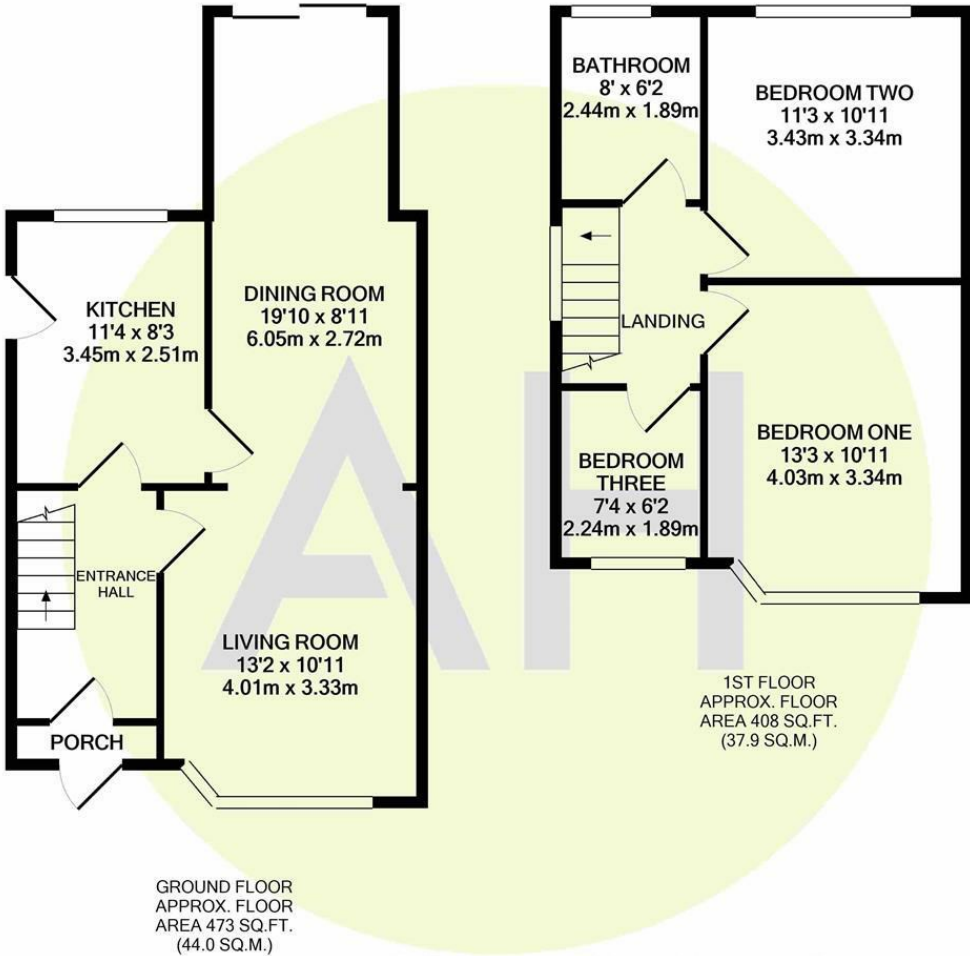 BATHROOM
8' x 6'2
2.44m x 1.89m
BEDROOM TWO
11'3 x 10'11
3.43m x 3.34m
KITCHEN
11'4 x 8'3
3.45m x 2.51m
DINING ROOM
19'10 x 8'11
6.05m x 2.72m
LANDING
BEDROOM ONE
13'3 x 10'11
4.03m x 3.34m
BEDROOM
THREE
7'4 x 6'2
2.24m x 1.89m
ENTRANCE
HALL
LIVING ROOM
13'2 x 10'11
4.01m x 3.33m
PORCH
AH
1ST FLOOR
APPROX. FLOOR
AREA 408 SQ.FT.
(37.9 SQ.M.)
GROUND FLOOR
APPROX. FLOOR
AREA 473 SQ.FT.
(44.0 SQ.M.)